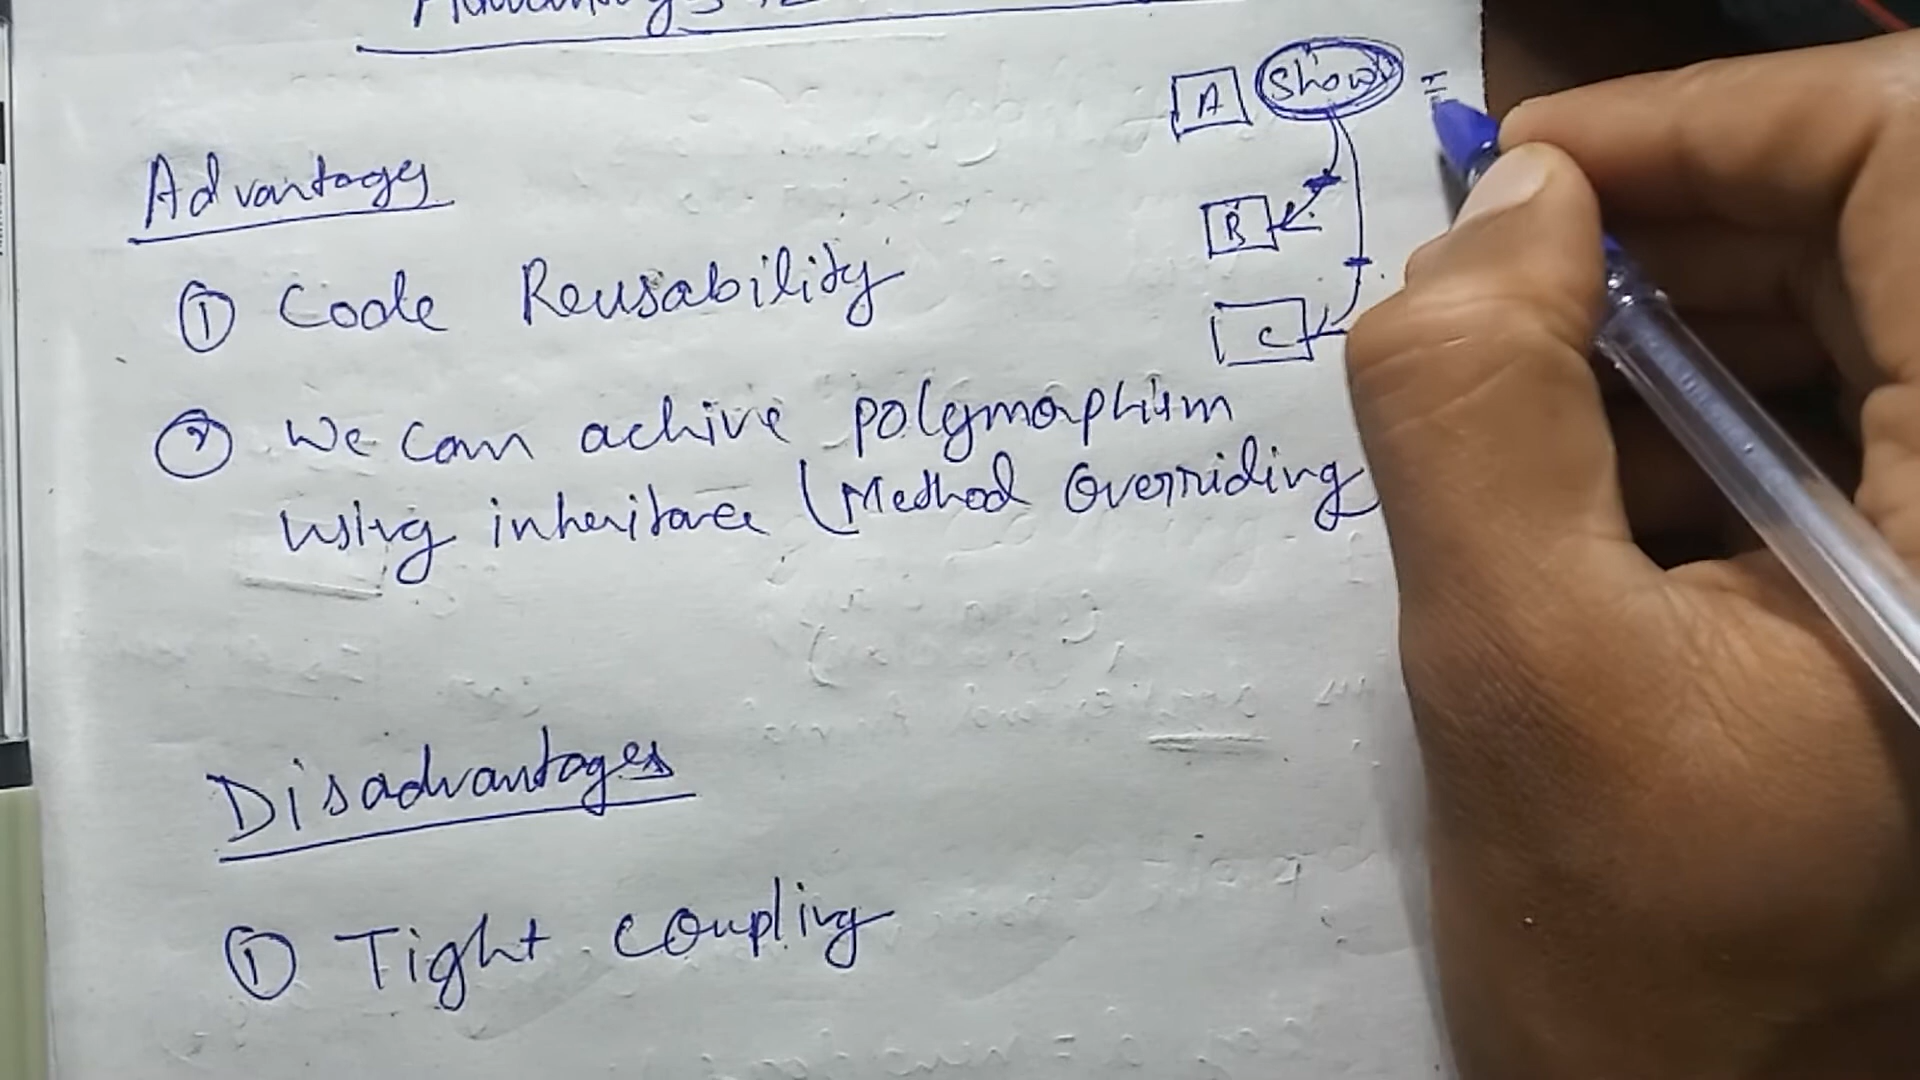 A Show()
Advantages
B
① Code Reusability
C
② We can achive polymorphism
using inheritance (Method Overriding)
Disadvantages
① Tight coupling